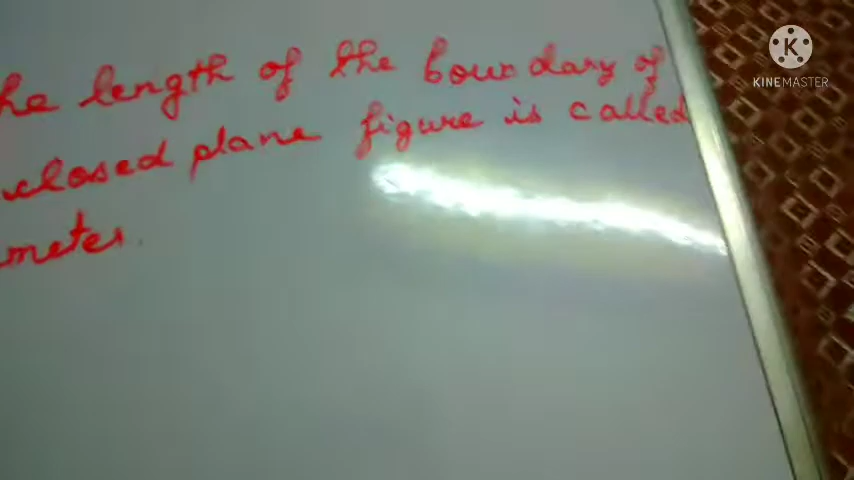 he length of the boundary of
closed plane figure is called
meter.
K
KINEMASTER